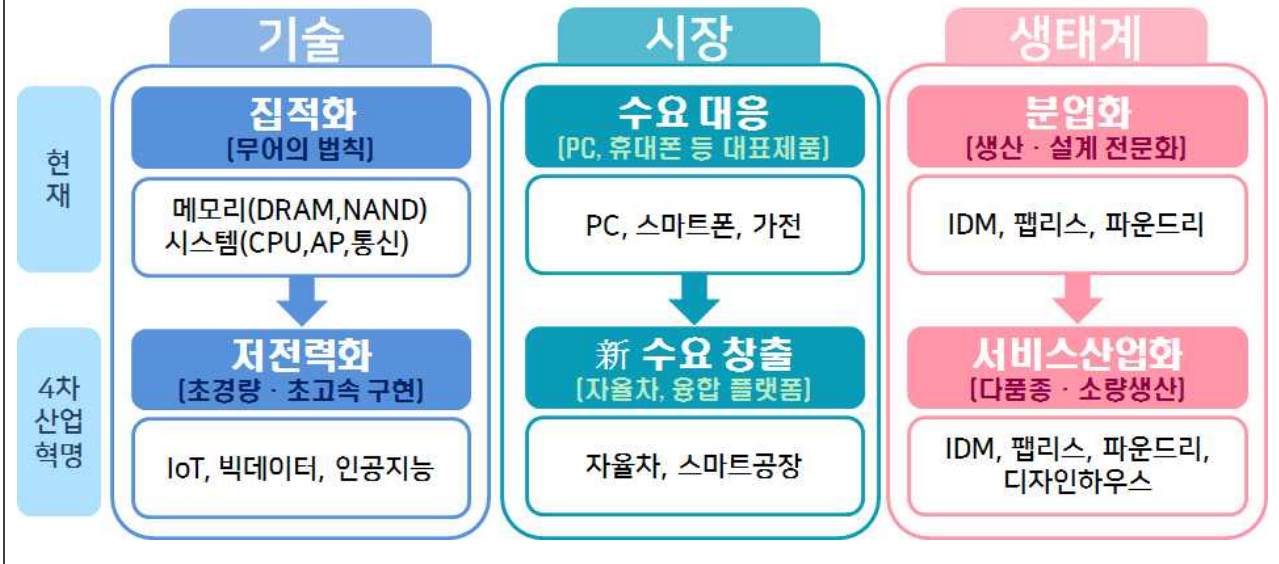 기술
시장
생태계
현
재
집적화
(무어의 법칙)
메모리(DRAM,NAND)
시스템(CPU,AP,통신)
수요 대응
(PC, 휴대폰 등 대표제품)
PC, 스마트폰, 가전
분업화
(생산 · 설계 전문화)
IDM, 팹리스, 파운드리
4차
산업
혁명
저전력화
(초경량 · 초고속 구현)
IoT, 빅데이터, 인공지능
新 수요 창출
(자율차, 융합 플랫폼)
자율차, 스마트공장
서비스산업화
(다품종 · 소량생산)
IDM, 팹리스, 파운드리,
디자인하우스